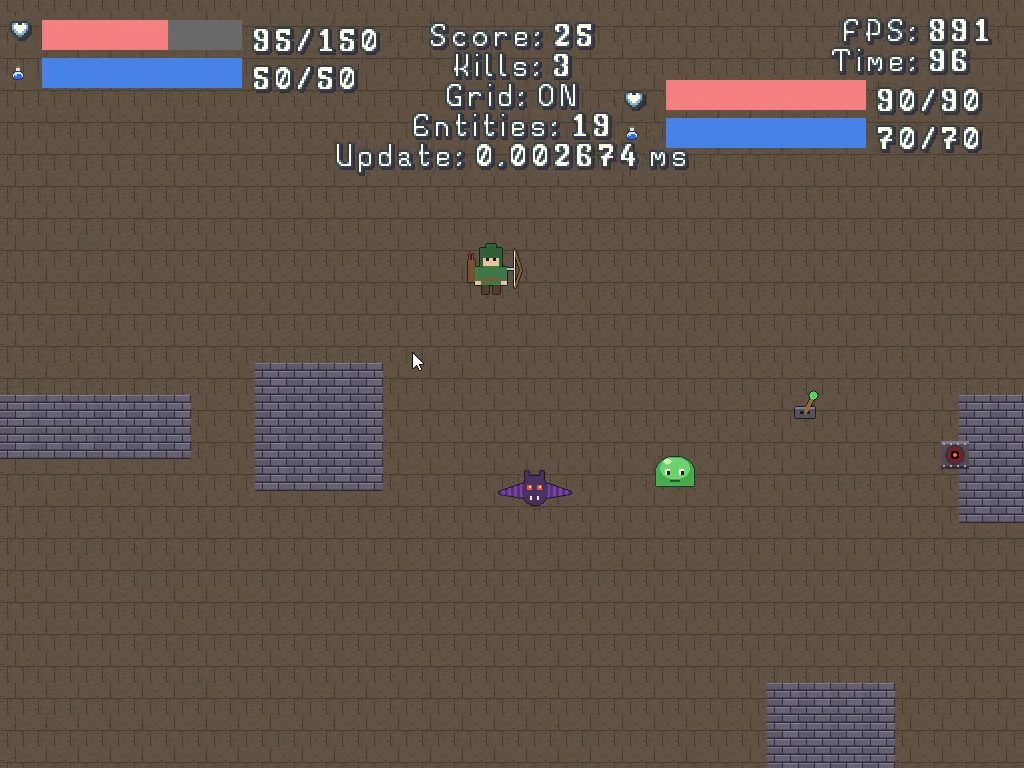 95/150
50/50
Score: 25
Kills: 3
Grid: ON
Entities: 19
Update: 0.002674 ms
FPS: 891
Time: 96
90/90
70/70